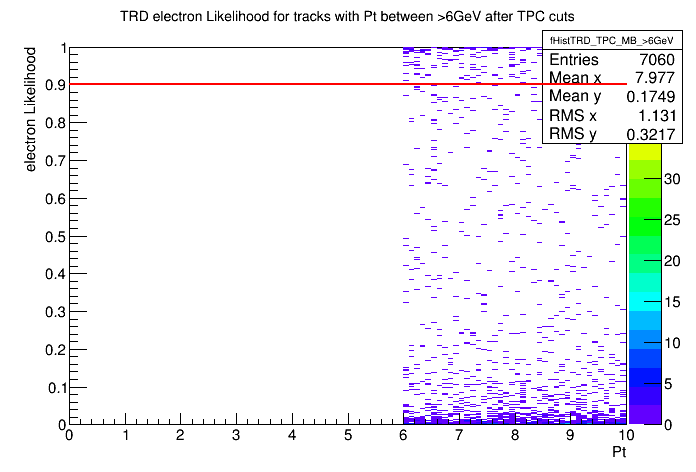 TRD electron Likelihood for tracks with Pt between >6GeV after TPC cuts
fHistTRD_TPC_MB_>6GeV
Entries 7060
Mean x 7.977
Mean y 0.1749
RMS x 1.131
RMS y 0.3217
electron Likelihood
1
0.9
0.8
0.7
0.6
0.5
0.4
0.3
0.2
0.1
0
30
25
20
15
10
5
0
0 1 2 3 4 5 6 7 8 9 10
Pt